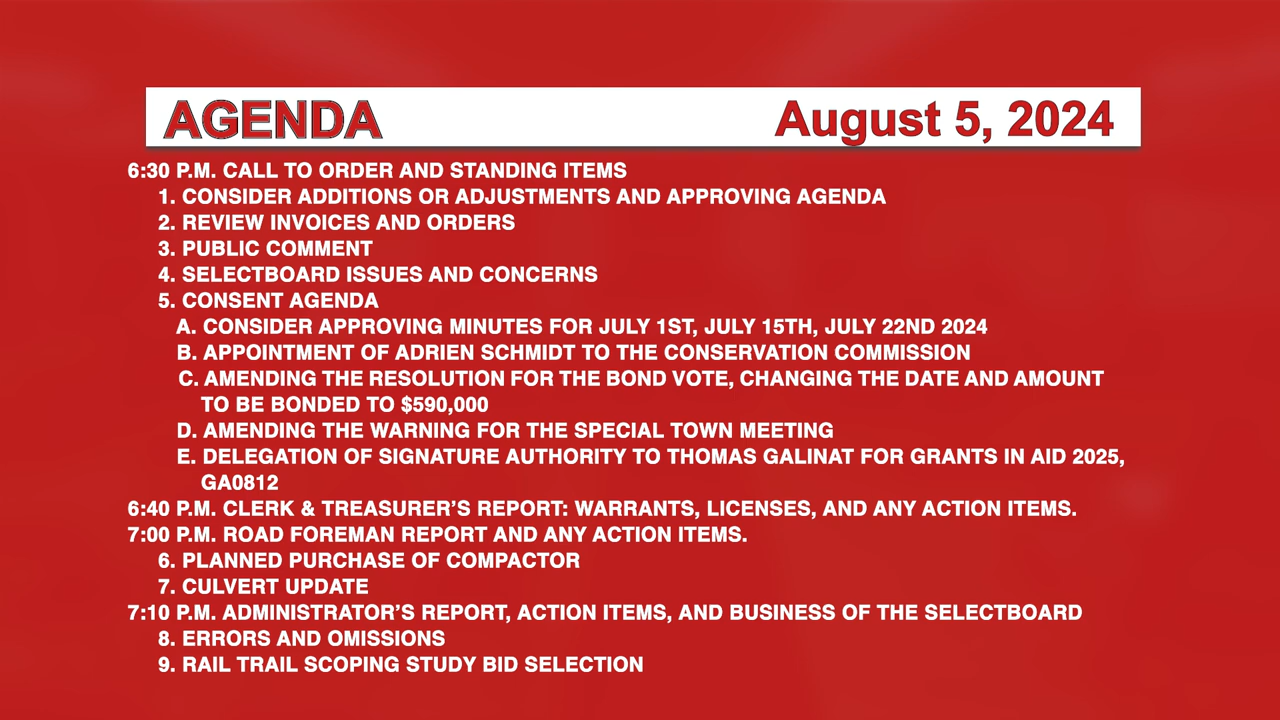 AGENDA August 5, 2024
6:30 P.M. CALL TO ORDER AND STANDING ITEMS
1. CONSIDER ADDITIONS OR ADJUSTMENTS AND APPROVING AGENDA
2. REVIEW INVOICES AND ORDERS
3. PUBLIC COMMENT
4. SELECTBOARD ISSUES AND CONCERNS
5. CONSENT AGENDA
A. CONSIDER APPROVING MINUTES FOR JULY 1ST, JULY 15TH, JULY 22ND 2024
B. APPOINTMENT OF ADRIEN SCHMIDT TO THE CONSERVATION COMMISSION
C. AMENDING THE RESOLUTION FOR THE BOND VOTE, CHANGING THE DATE AND AMOUNT
TO BE BONDED TO $590,000
D. AMENDING THE WARNING FOR THE SPECIAL TOWN MEETING
E. DELEGATION OF SIGNATURE AUTHORITY TO THOMAS GALINAT FOR GRANTS IN AID 2025,
GA0812
6:40 P.M. CLERK & TREASURER’S REPORT: WARRANTS, LICENSES, AND ANY ACTION ITEMS.
7:00 P.M. ROAD FOREMAN REPORT AND ANY ACTION ITEMS.
6. PLANNED PURCHASE OF COMPACTOR
7. CULVERT UPDATE
7:10 P.M. ADMINISTRATOR’S REPORT, ACTION ITEMS, AND BUSINESS OF THE SELECTBOARD
8. ERRORS AND OMISSIONS
9. RAIL TRAIL SCOPING STUDY BID SELECTION